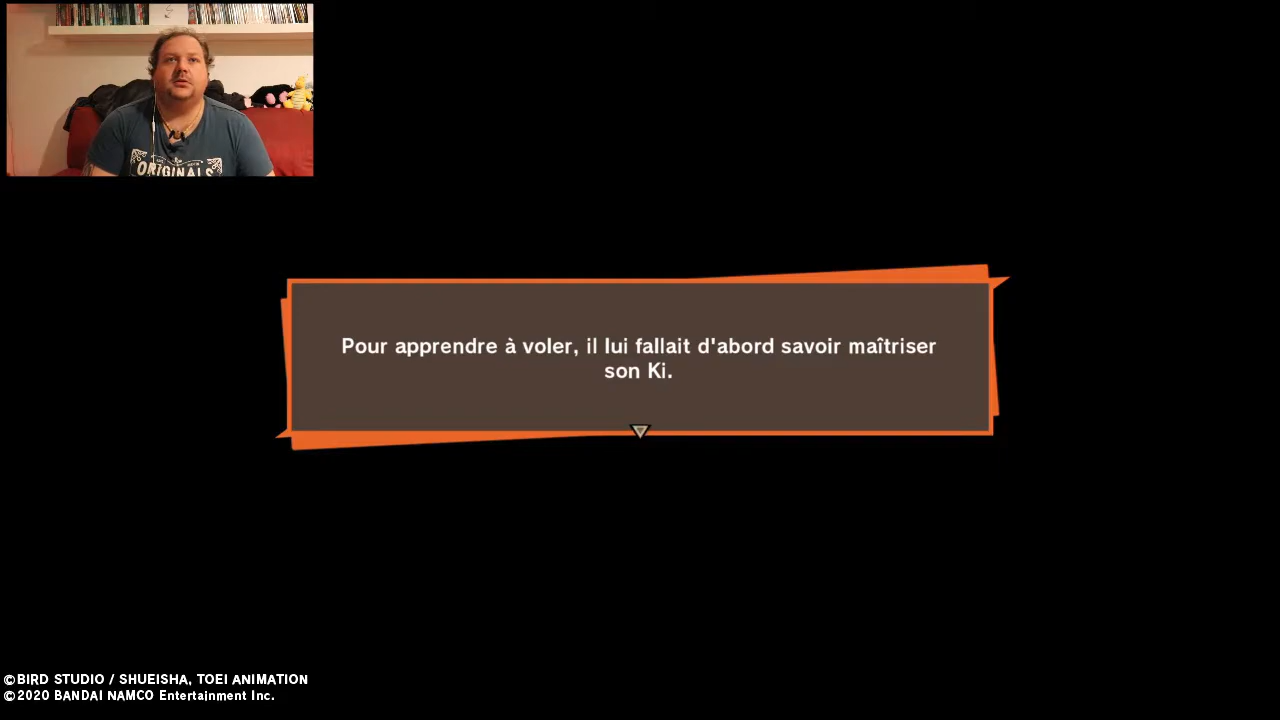 ORIGINALS
Pour apprendre à voler, il lui fallait d'abord savoir maîtriser
son Ki.
©BIRD STUDIO / SHUEISHA, TOEI ANIMATION
©2020 BANDAI NAMCO Entertainment Inc.